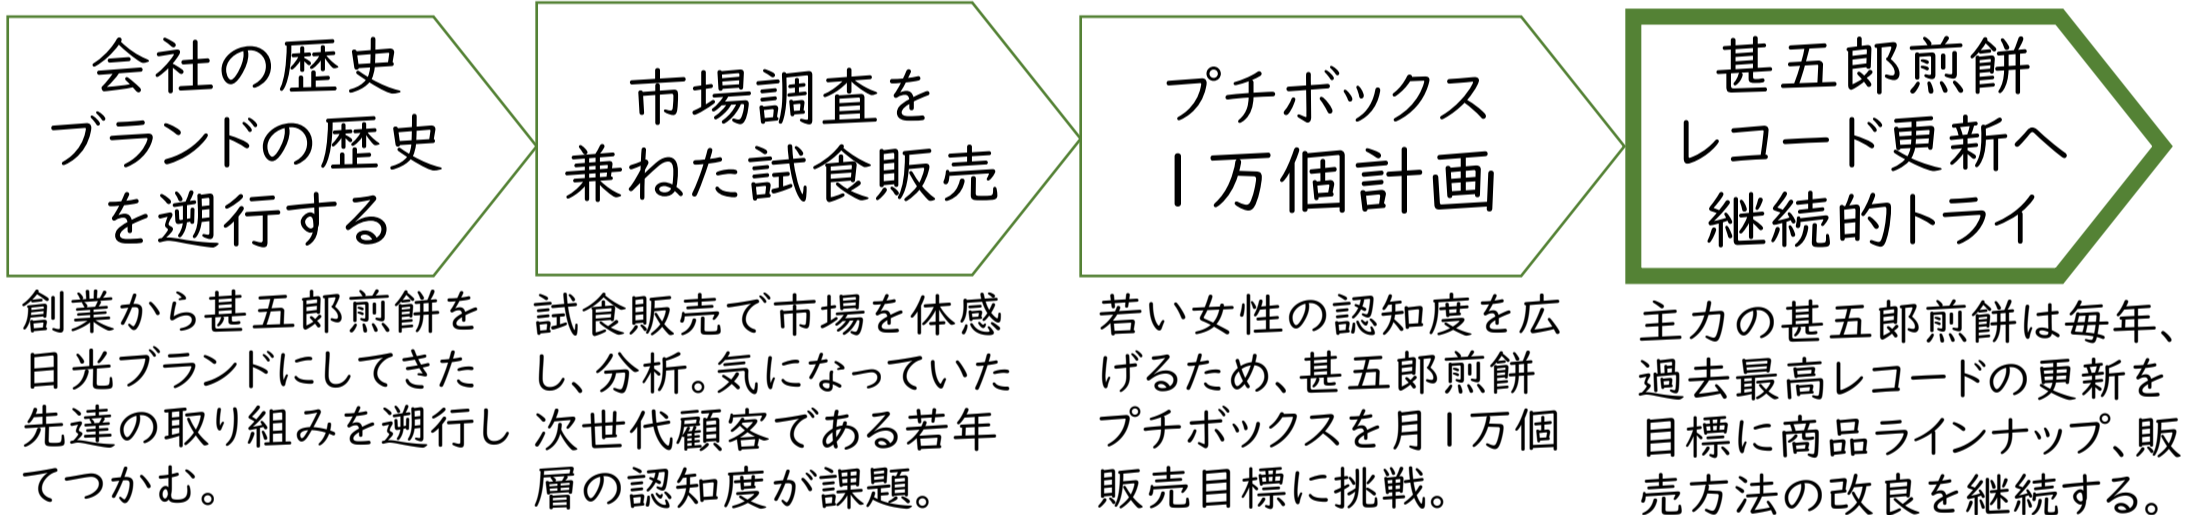 会社の歴史
ブランドの歴史
を遡行する
創業から甚五郎煎餅を
日光ブランドにしてきた
先達の取り組みを遡行し
てつかむ。
市場調査を
兼ねた試食販売
試食販売で市場を体感
し、分析。気になっていた
次世代顧客である若年
層の認知度が課題。
プチボックス
1万個計画
若い女性の認知度を広
げるため、甚五郎煎餅
プチボックスを月1万個
販売目標に挑戦。
甚五郎煎餅
レコード更新へ
継続的トライ
主力の甚五郎煎餅は毎年、
過去最高レコードの更新を
目標に商品ラインナップ、販
売方法の改良を継続する。